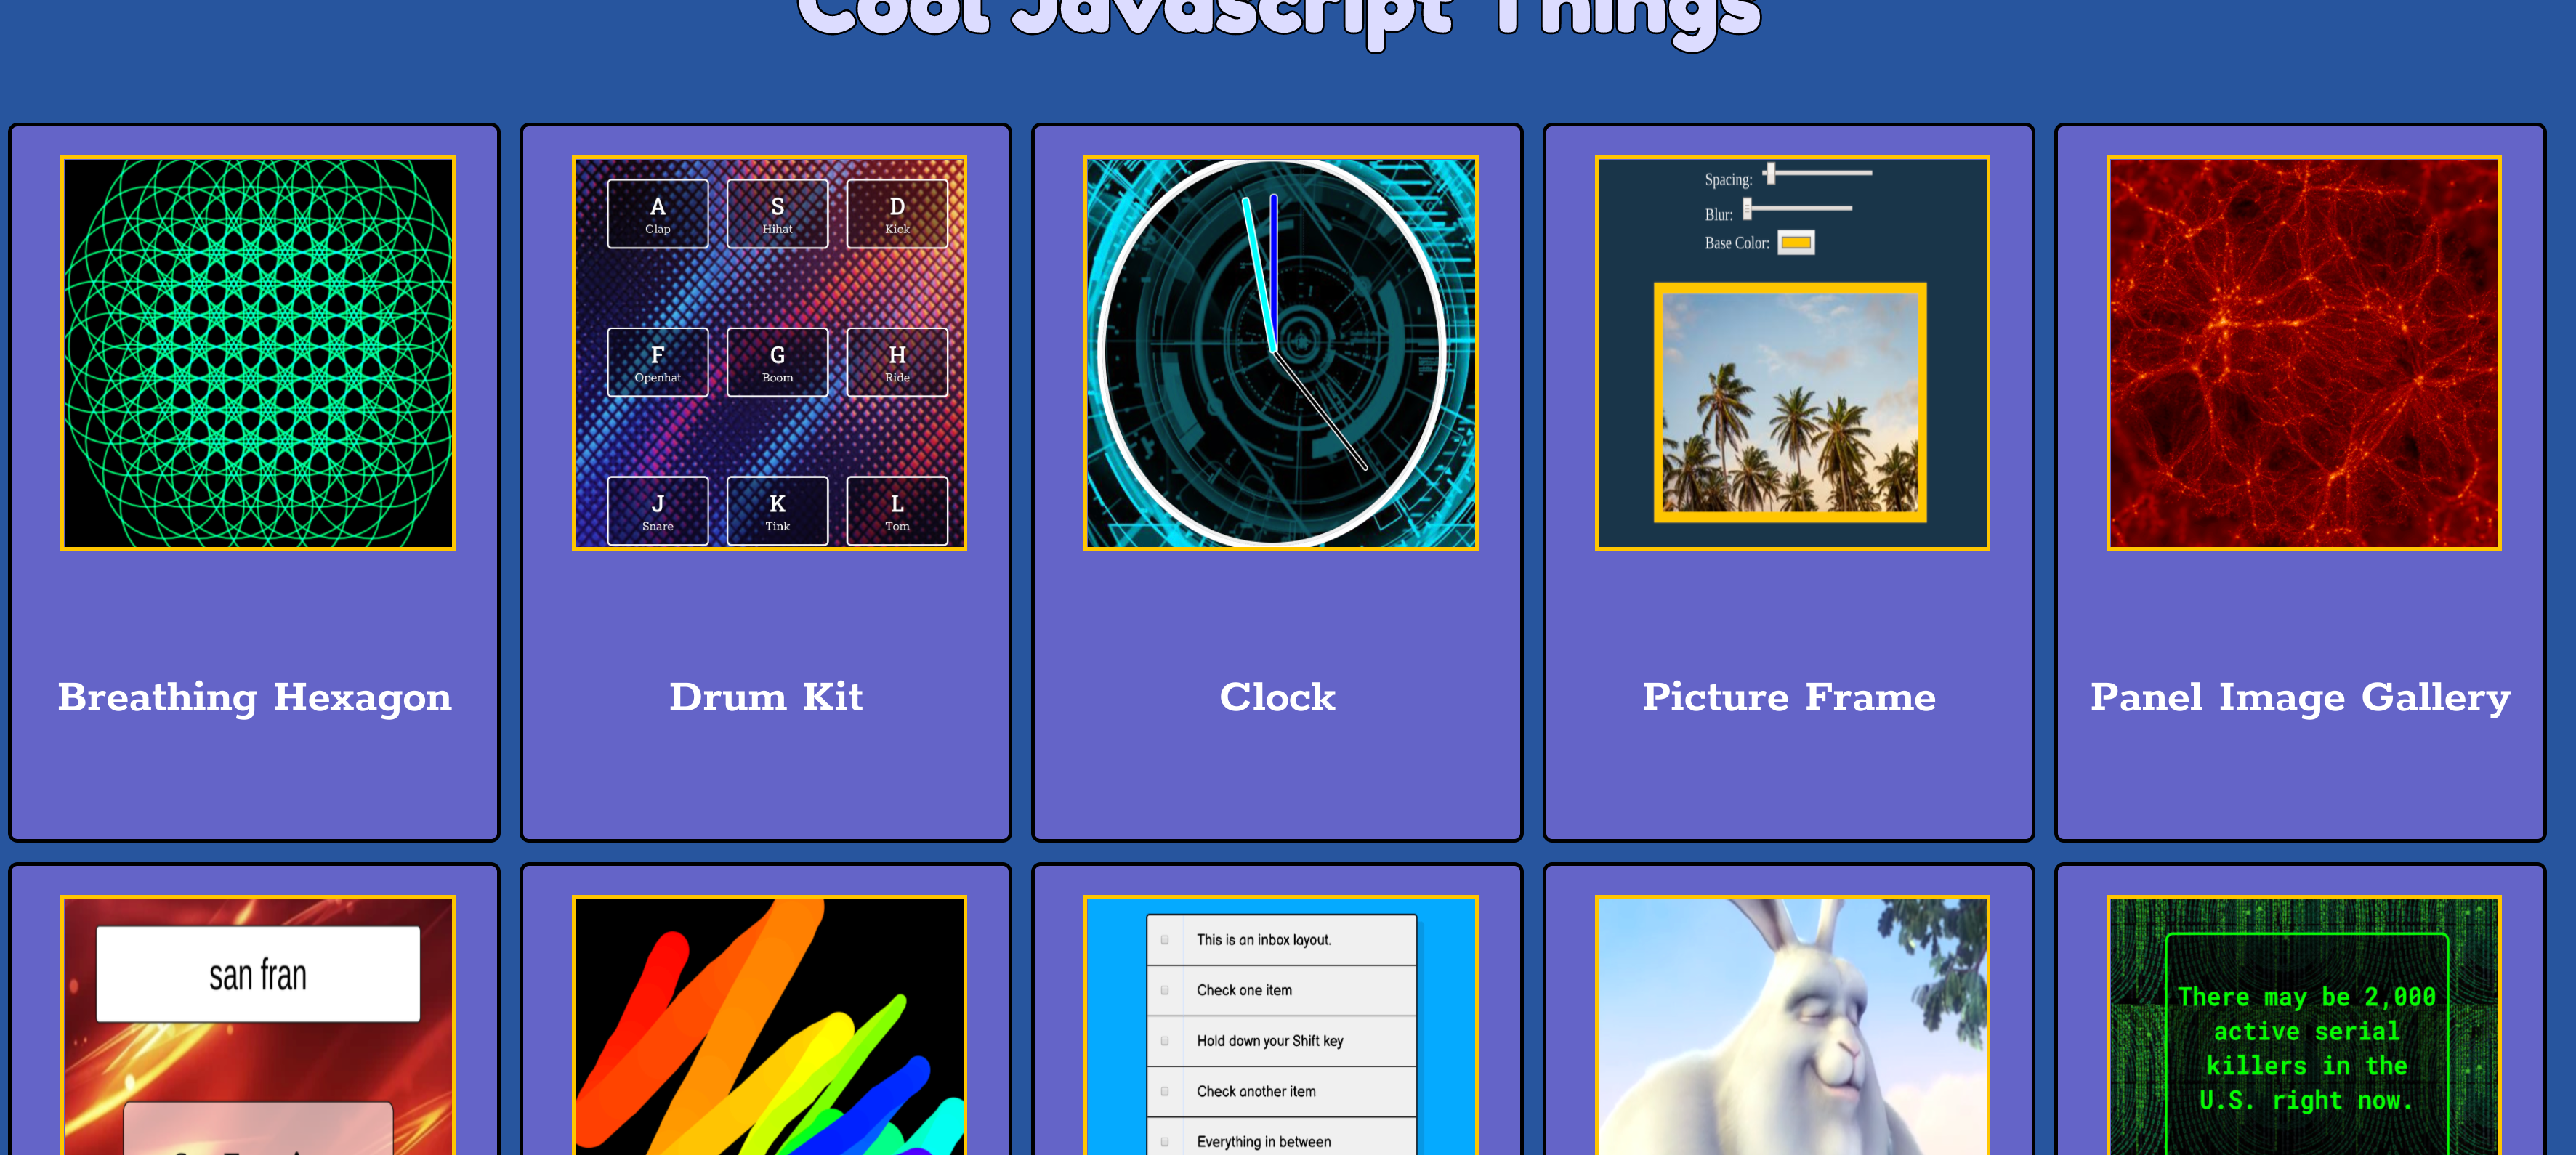 Cool Javascript Things
A
Clap
S
Hihat
D
Kick
F
Openhat
G
Boom
H
Ride
J
Snare
K
Tink
L
Tom
Spacing:
Blur:
Base Color:
Breathing Hexagon
Drum Kit
Clock
Picture Frame
Panel Image Gallery
san fran
This is an inbox layout.
Check one item
Hold down your Shift key
Check another item
Everything in between
There may be 2,000
active serial
killers in the
U.S. right now.